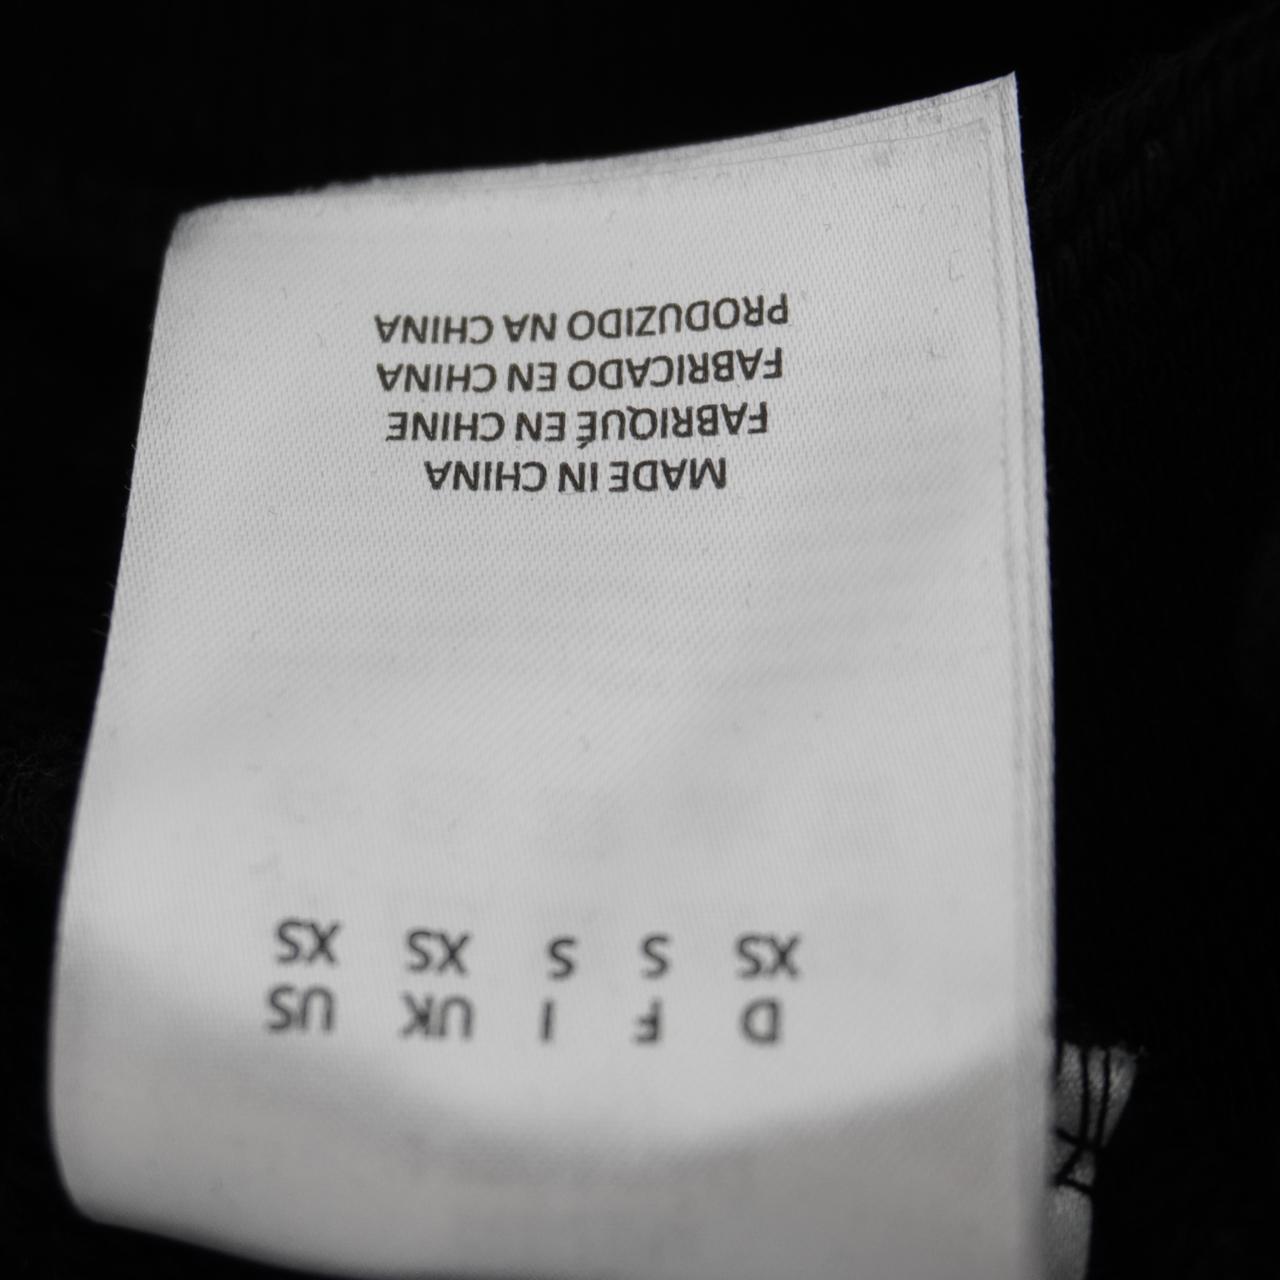 D F I UK US
XS S S XS XS
MADE IN CHINA
FABRIQUÉ EN CHINE
FABRICADO EN CHINA
PRODUZIDO NA CHINA